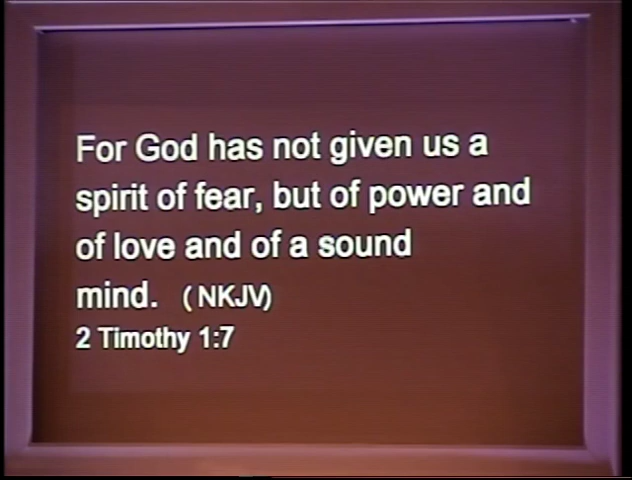 For God has not given us a
spirit of fear, but of power and
of love and of a sound
mind. ( NKJV)
2 Timothy 1:7